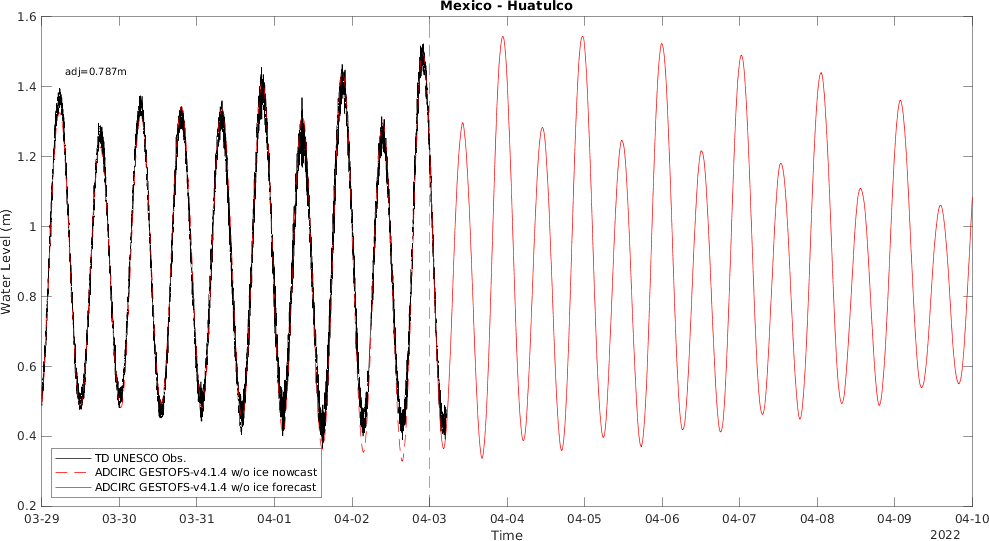 Mexico - Huatulco
1.6
1.4
1.2
1
0.8
0.6
0.4
0.2
Water Level (m)
adj=0.787m
TD UNESCO Obs.
ADCIRC GESTOFS-v4.1.4 w/o ice nowcast
ADCIRC GESTOFS-v4.1.4 w/o ice forecast
03-29 03-30 03-31 04-01 04-02 04-03 04-04 04-05 04-06 04-07 04-08 04-09 04-10
Time
2022